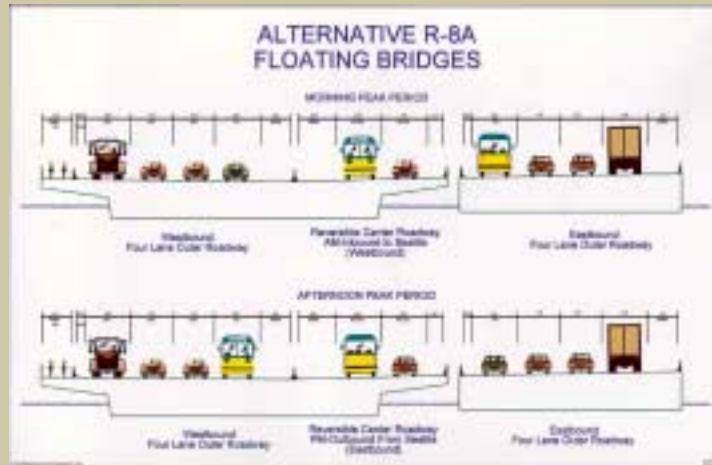 ALTERNATIVE R-8A
FLOATING BRIDGES
MORNING PEAK PERIOD
Westbound
Four Lane Outer Roadway
Reversible Center Roadway
AM-Inbound to Seattle
(Westbound)
Eastbound
Four Lane Outer Roadway
AFTERNOON PEAK PERIOD
Westbound
Four Lane Outer Roadway
Reversible Center Roadway
PM-Outbound From Seattle
(Eastbound)
Eastbound
Four Lane Outer Roadway